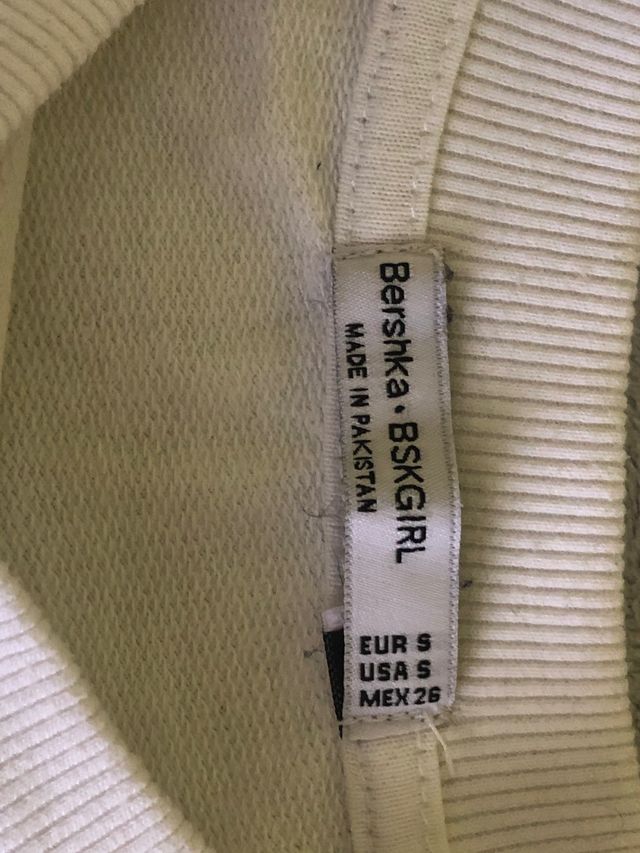 Bershka · BSKGIRL
MADE IN PAKISTAN
EUR S
USA S
MEX 26